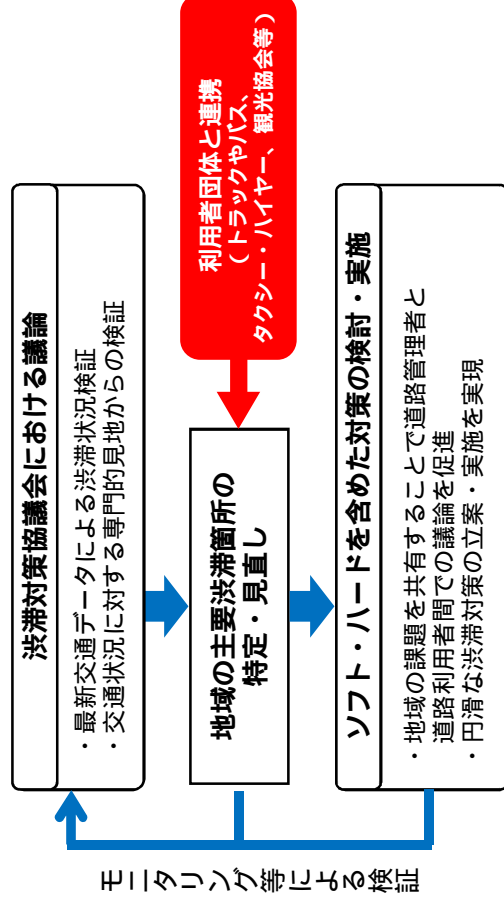 渋滞対策協議会における議論
・最新交通データによる渋滞状況検証
・交通状況に対する専門的見地からの検証
地域の主要渋滞箇所の
特定・見直し
利用者団体と連携
(トラックやバス、
タクシー・ハイヤー、観光協会等)
ソフト・ハードを含めた対策の検討・実施
・地域の課題を共有することで道路管理者と
道路利用者間での議論を促進
・円滑な渋滞対策の立案・実施を実現
モニタリング等による検証